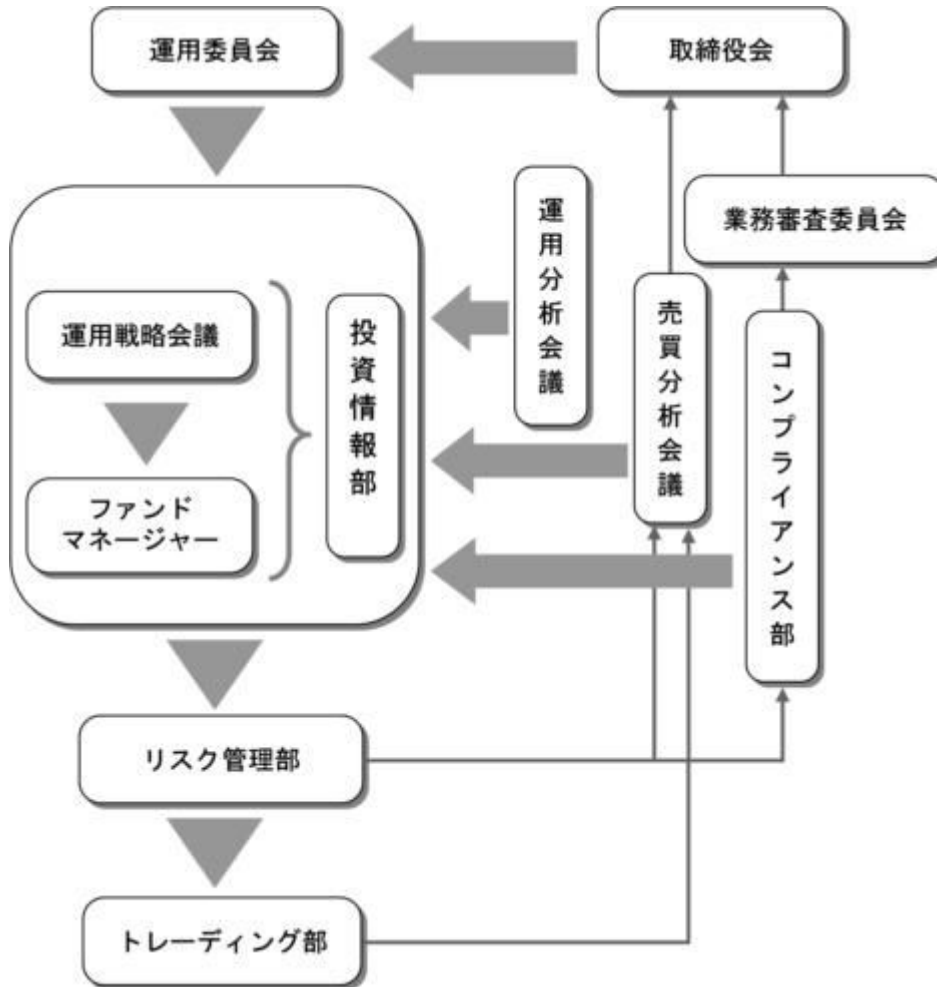 運用委員会
取締役会
運用分析会議
業務審査委員会
運用戦略会議
投資情報部
売買分析会議
コンプライアンス部
ファンド
マネージャー
リスク管理部
トレーディング部